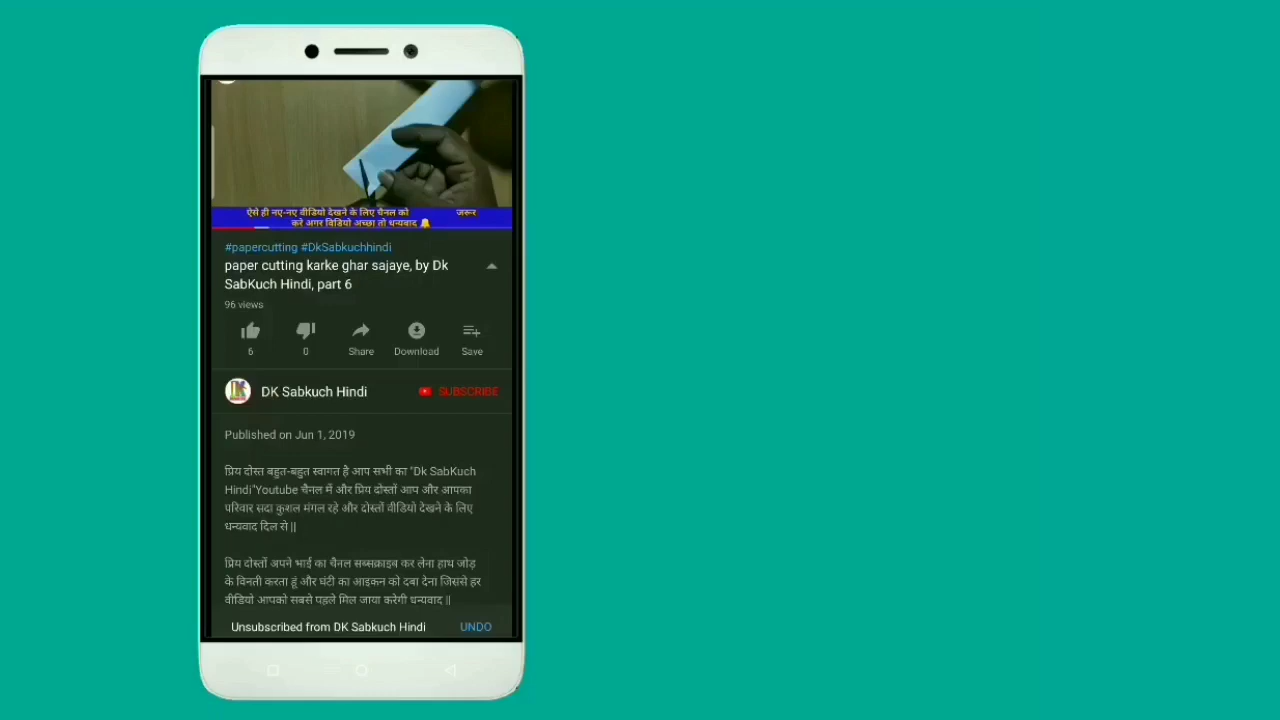 ऐसे ही नए-नए वीडियो देखने के लिए चैनल को जरूर
करे अगर विडियो अच्छा तो धन्यवाद 🔔
#papercutting #DkSabkuchhindi
paper cutting karke ghar sajaye, by Dk
SabKuch Hindi, part 6
96 views
6 0 Share Download Save
DK Sabkuch Hindi SUBSCRIBE
Published on Jun 1, 2019
प्रिय दोस्त बहुत-बहुत स्वागत है आप सभी का "Dk SabKuch
Hindi"Youtube चैनल में और प्रिय दोस्तों आप और आपका
परिवार सदा कुशल मंगल रहे और दोस्तों वीडियो देखने के लिए
धन्यवाद दिल से ||
प्रिय दोस्तों अपने भाई का चैनल सब्सक्राइब कर लेना हाथ जोड़
के विनती करता हूं और घंटी का आइकन को दबा देना जिससे हर
वीडियो आपको सबसे पहले मिल जाया करेगी धन्यवाद ||
Unsubscribed from DK Sabkuch Hindi UNDO